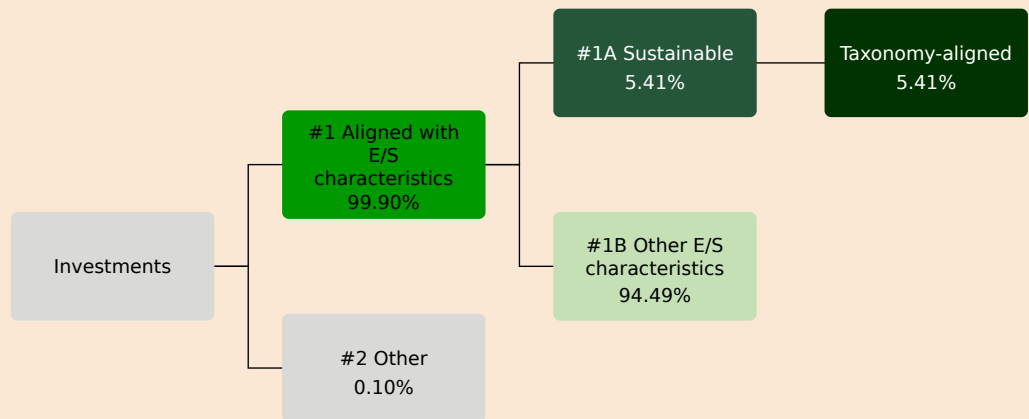 #1A Sustainable
5.41%
Taxonomy-aligned
5.41%
#1 Aligned with
E/S
characteristics
99.90%
Investments
#1B Other E/S
characteristics
94.49%
#2 Other
0.10%